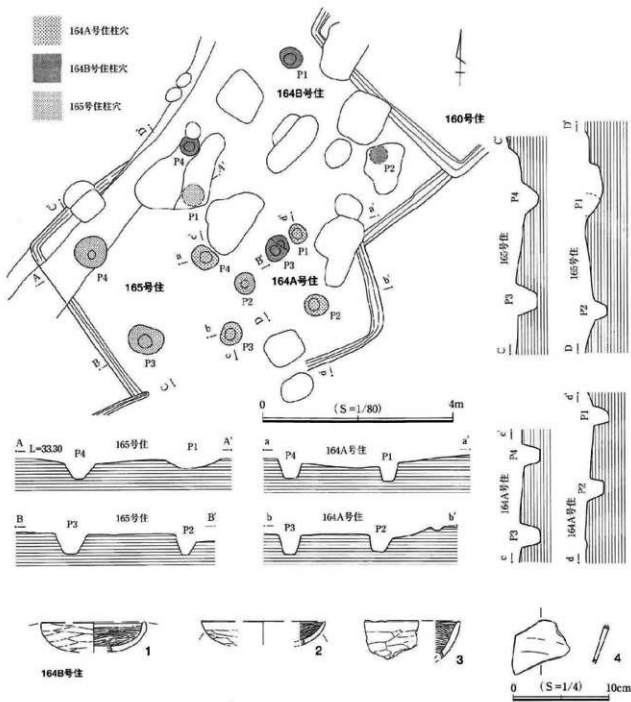 164A号住柱穴
164B号住柱穴
165号住柱穴
P1
164B号住
160号住
P4
P2
P1
P4
P3
P1
164A号住
165号住
P4
P2
P2
P3
P3
A
A'
B
B'
C
C'
D
D'
a
a'
b
b'
c
c'
d
d'
0 (S=1/80) 4m
C' P4 165号住 P3 C
D' P1 165号住 P2 D
A L=33.30 P4 165号住 P1 A'
a P4 164A号住 P1 a'
B P3 165号住 P2 B'
b P3 164A号住 P2 b'
c' P4 164A号住 P3 c
d' P1 P2 164A号住 d
1
2
3
4
164B号住
0 (S=1/4) 10cm